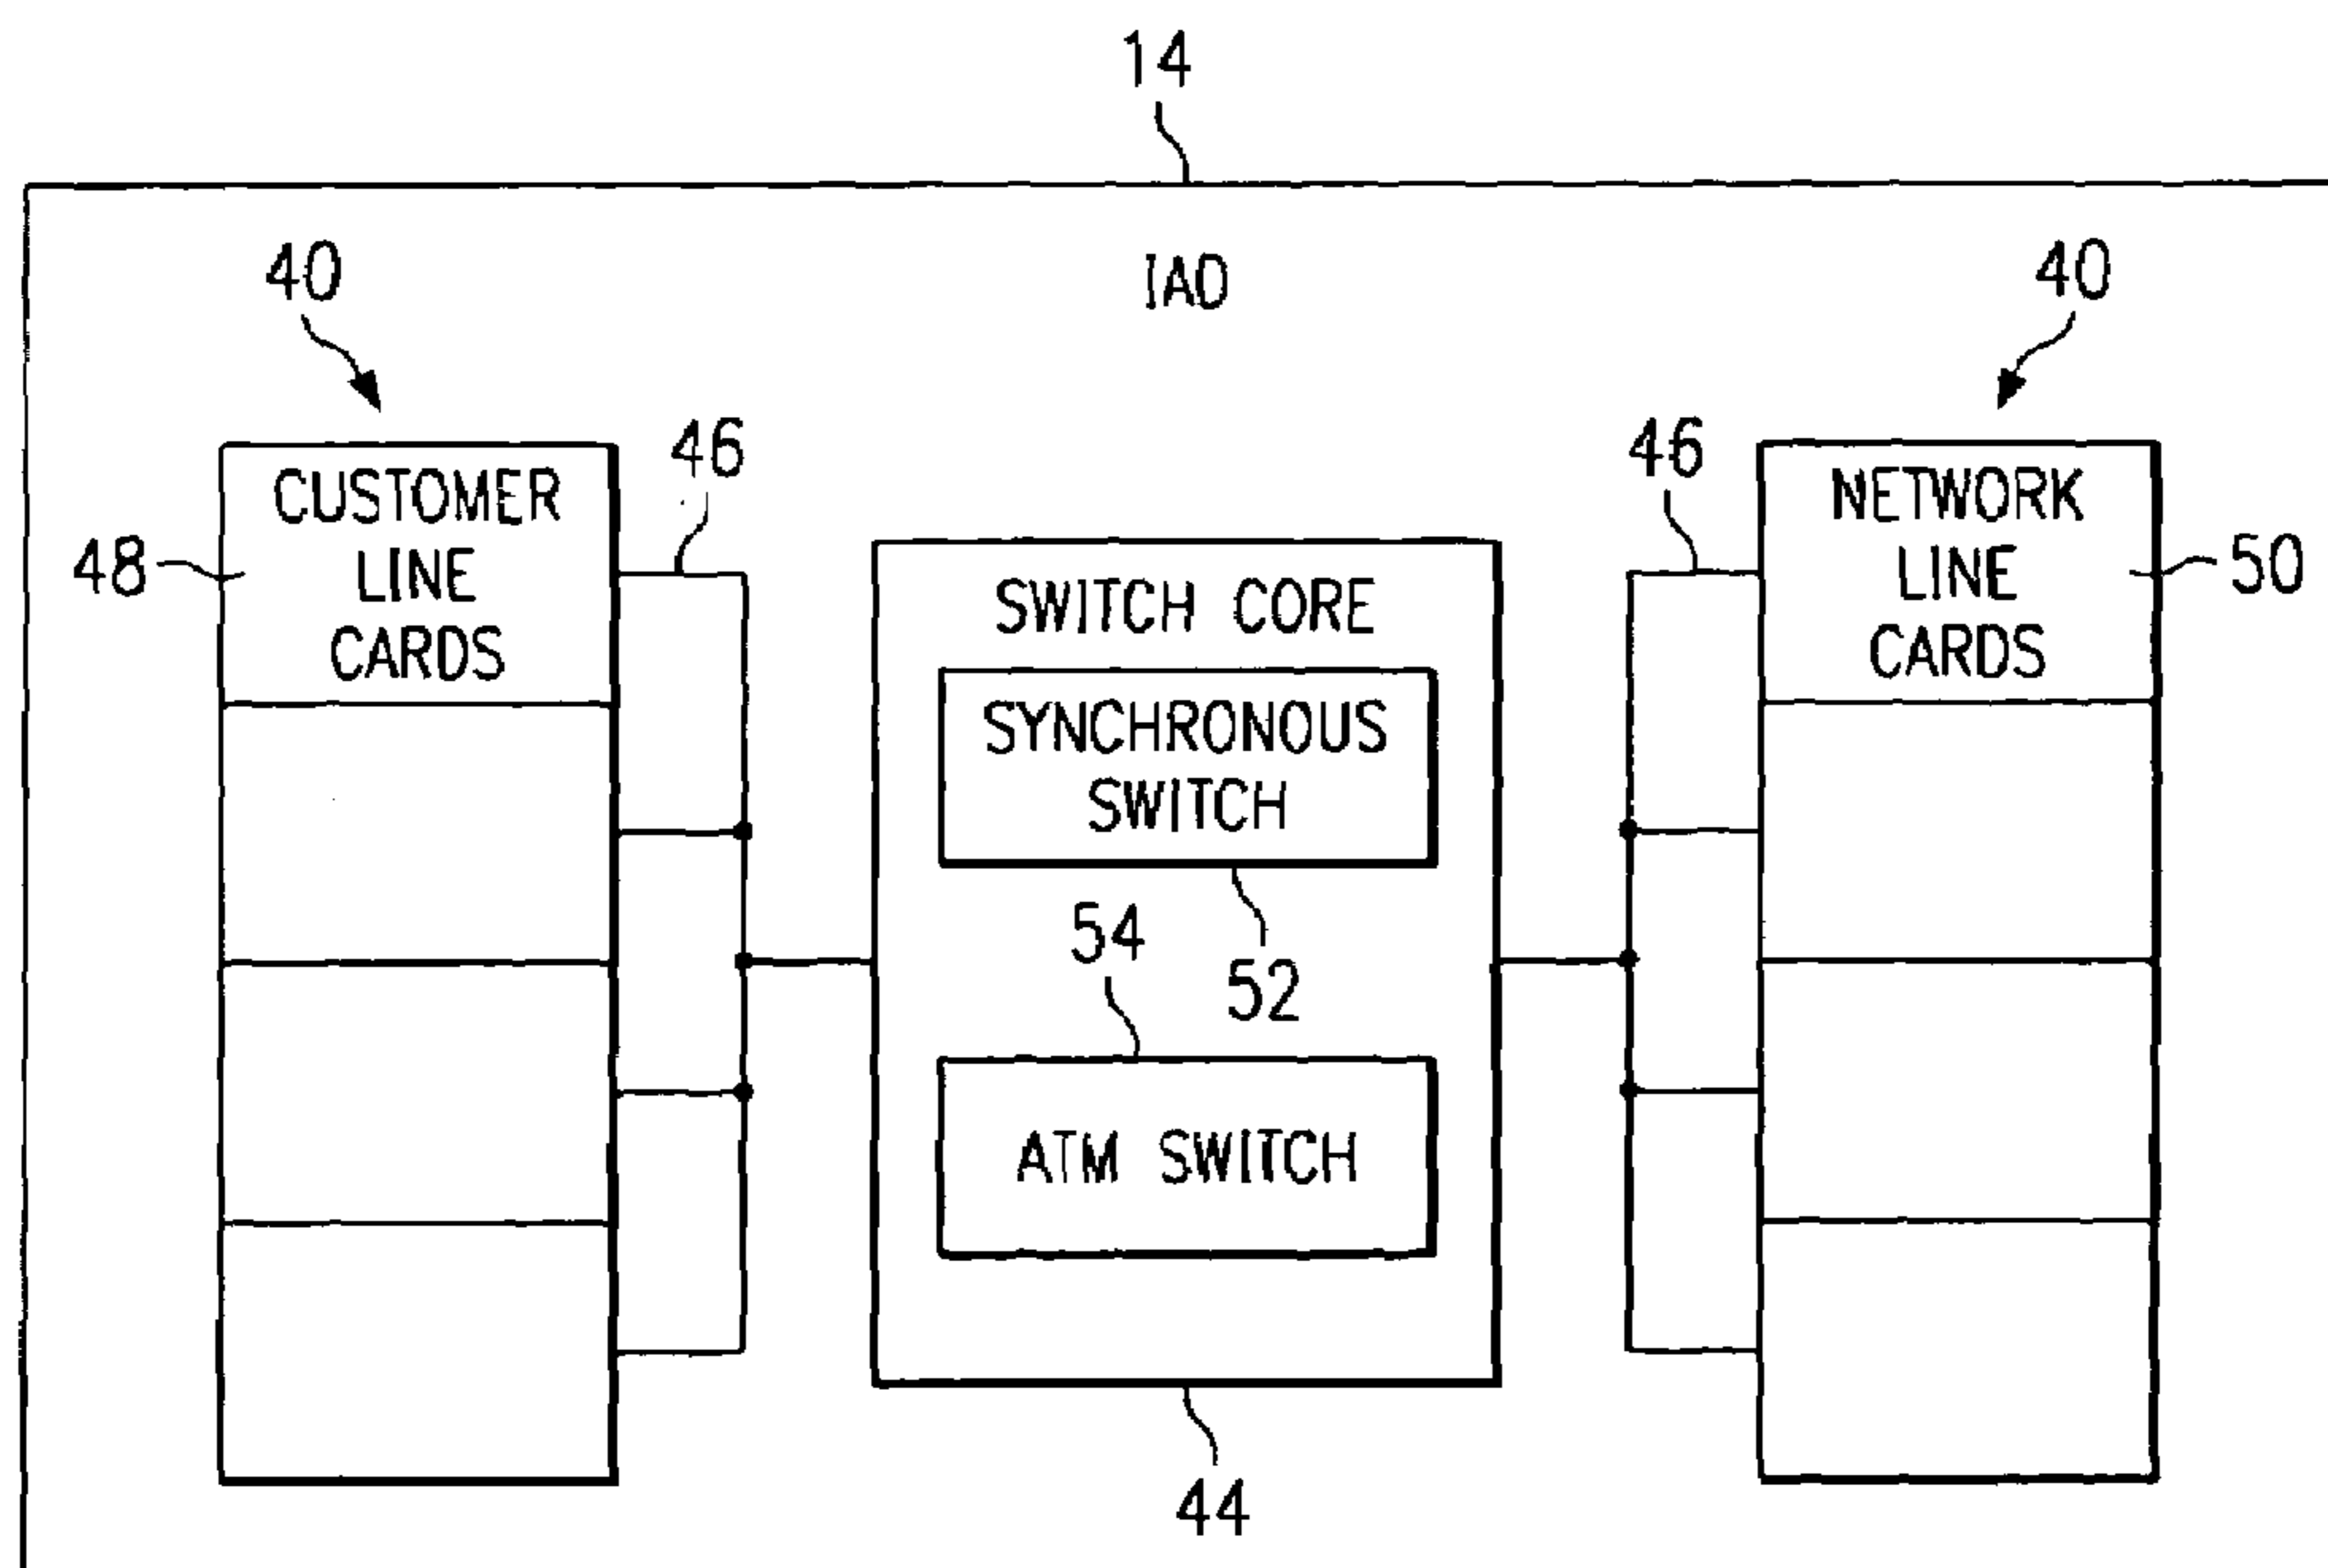 14
IAD
40
40
46
46
CUSTOMER
LINE
CARDS
48
NETWORK
LINE
CARDS
50
SWITCH CORE
SYNCHRONOUS
SWITCH
54
52
ATM SWITCH
44